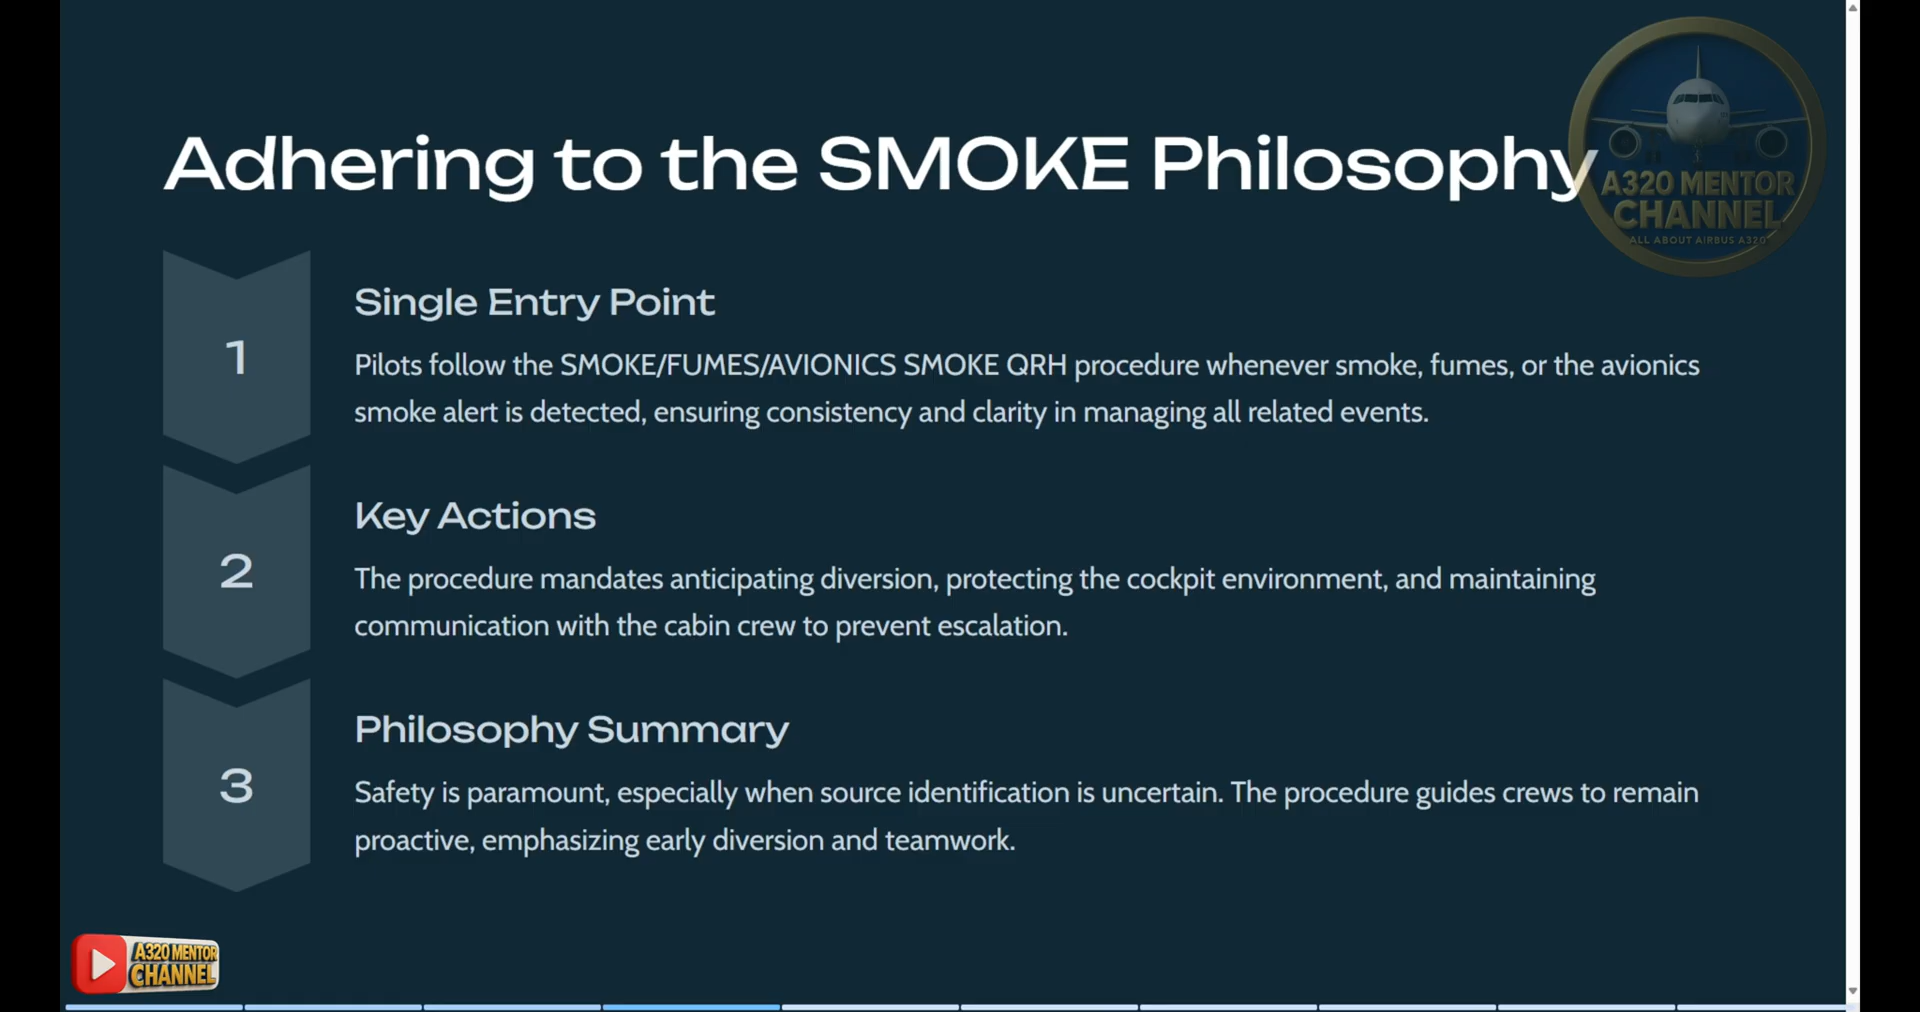 Adhering to the SMOKE Philosophy
A320 MENTOR
CHANNEL
ALL ABOUT AIRBUS A320
1
Single Entry Point
Pilots follow the SMOKE/FUMES/AVIONICS SMOKE QRH procedure whenever smoke, fumes, or the avionics
smoke alert is detected, ensuring consistency and clarity in managing all related events.
2
Key Actions
The procedure mandates anticipating diversion, protecting the cockpit environment, and maintaining
communication with the cabin crew to prevent escalation.
3
Philosophy Summary
Safety is paramount, especially when source identification is uncertain. The procedure guides crews to remain
proactive, emphasizing early diversion and teamwork.
A320 MENTOR
CHANNEL